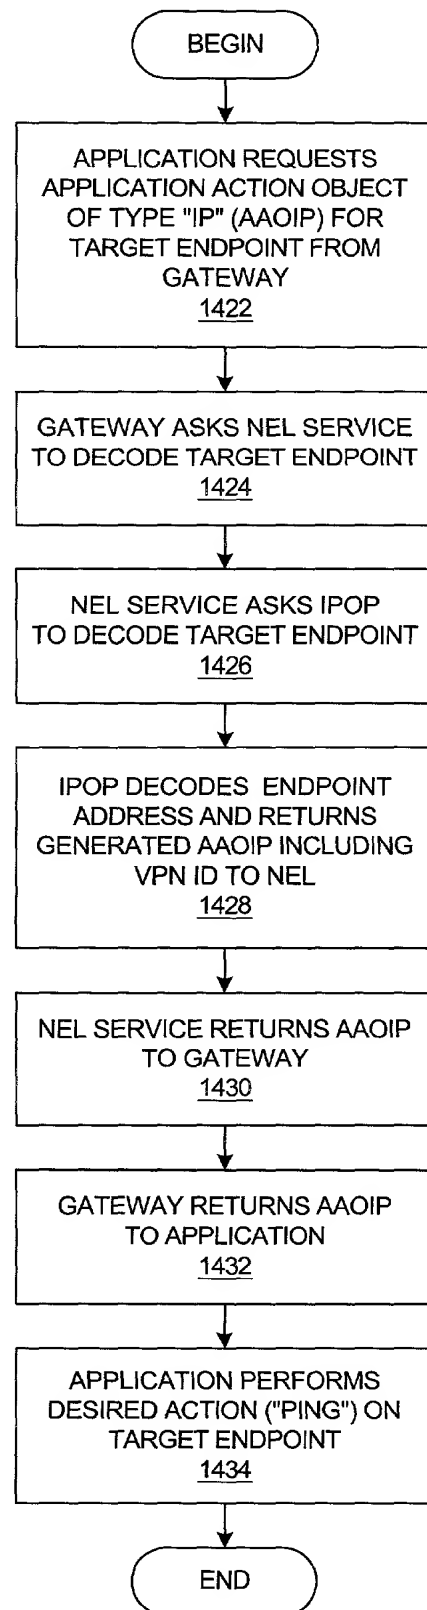 BEGIN
APPLICATION REQUESTS
APPLICATION ACTION OBJECT
OF TYPE "IP" (AAOIP) FOR
TARGET ENDPOINT FROM
GATEWAY
1422
GATEWAY ASKS NEL SERVICE
TO DECODE TARGET ENDPOINT
1424
NEL SERVICE ASKS IPOP
TO DECODE TARGET ENDPOINT
1426
IPOP DECODES ENDPOINT
ADDRESS AND RETURNS
GENERATED AAOIP INCLUDING
VPN ID TO NEL
1428
NEL SERVICE RETURNS AAOIP
TO GATEWAY
1430
GATEWAY RETURNS AAOIP
TO APPLICATION
1432
APPLICATION PERFORMS
DESIRED ACTION ("PING") ON
TARGET ENDPOINT
1434
END